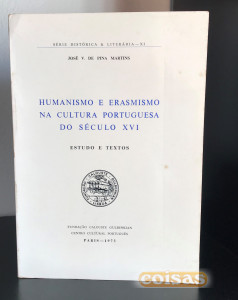 SÉRIE HISTÓRICA & LITERÁRIA — XI
JOSÉ V. DE PINA MARTINS
HUMANISMO E ERASMISMO
NA CULTURA PORTUGUESA
DO SÉCULO XVI
ESTUDO E TEXTOS
FUNDAÇÃO CALOUSTE GULBENKIAN
CENTRO CULTURAL PORTUGUÊS
PARIS — 1973
coisas